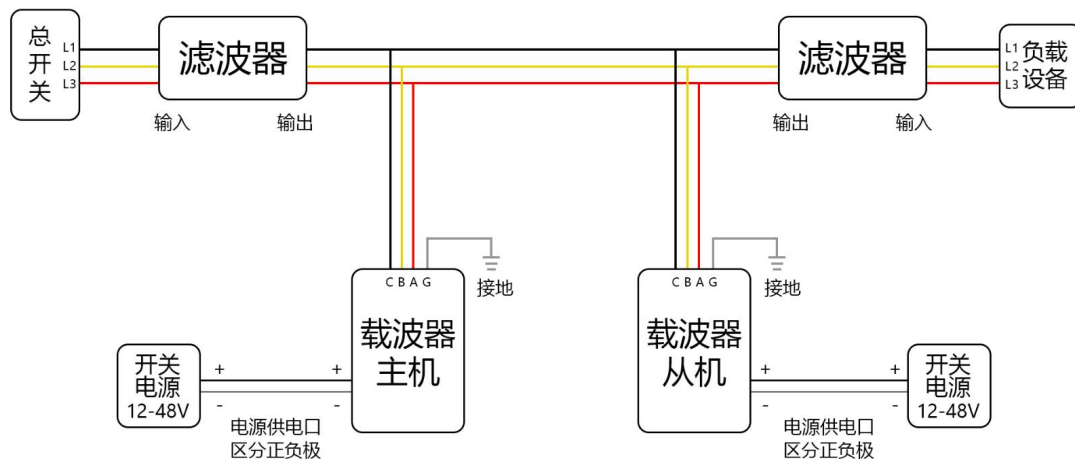 总
开
关
L1
L2
L3
滤波器
滤波器
L1
L2
L3
负载
设备
输入
输出
输出
输入
C B A G
接地
C B A G
接地
载波器
主机
载波器
从机
开关
电源
12-48V
+
+
-
-
电源供电口
区分正负极
+
+
-
-
电源供电口
区分正负极
开关
电源
12-48V